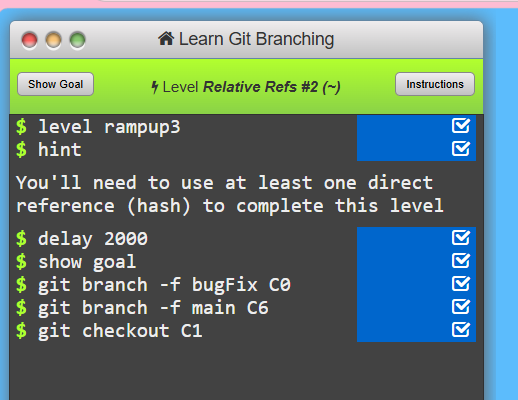 Learn Git Branching
Show Goal
Level Relative Refs #2 (~)
Instructions
$ level rampup3
$ hint
You'll need to use at least one direct
reference (hash) to complete this level
$ delay 2000
$ show goal
$ git branch -f bugFix C0
$ git branch -f main C6
$ git checkout C1